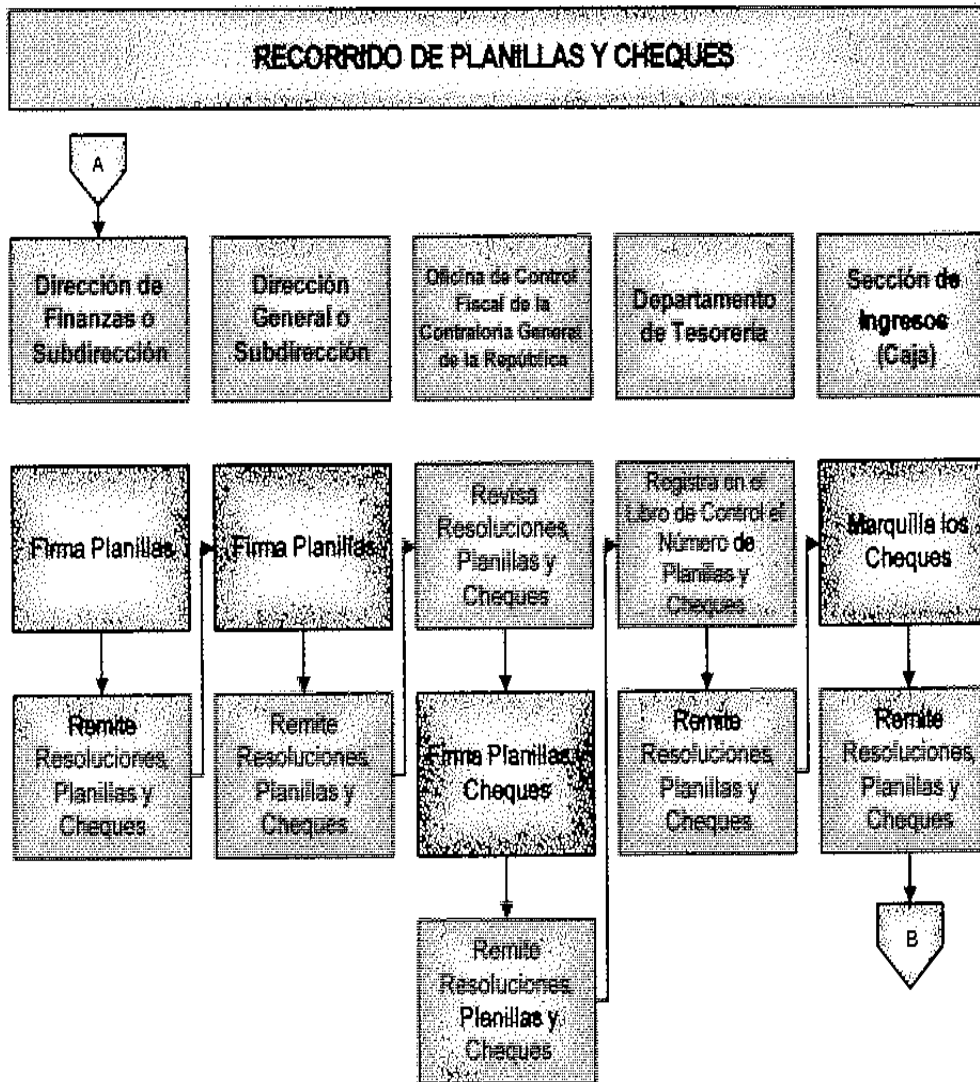 RECORRIDO DE PLANILLAS Y CHEQUES
A
Dirección de
Finanzas o
Subdirección
Dirección
General o
Subdirección
Oficina de Control
Fiscal de la
Contraloría General
de la República
Departamento
de Tesorería
Sección de
Ingresos
(Caja)
Firma Planillas
Firma Planillas
Revisa
Resoluciones,
Planillas y
Cheques
Registra en el
Libro de Control el
Número de
Planillas y
Cheques
Marquilla los
Cheques
Remite
Resoluciones,
Planillas y
Cheques
Remite
Resoluciones,
Planillas y
Cheques
Firma Planillas y
Cheques
Remite
Resoluciones,
Planillas y
Cheques
Remite
Resoluciones,
Planillas y
Cheques
B
Remite
Resoluciones,
Planillas y
Cheques